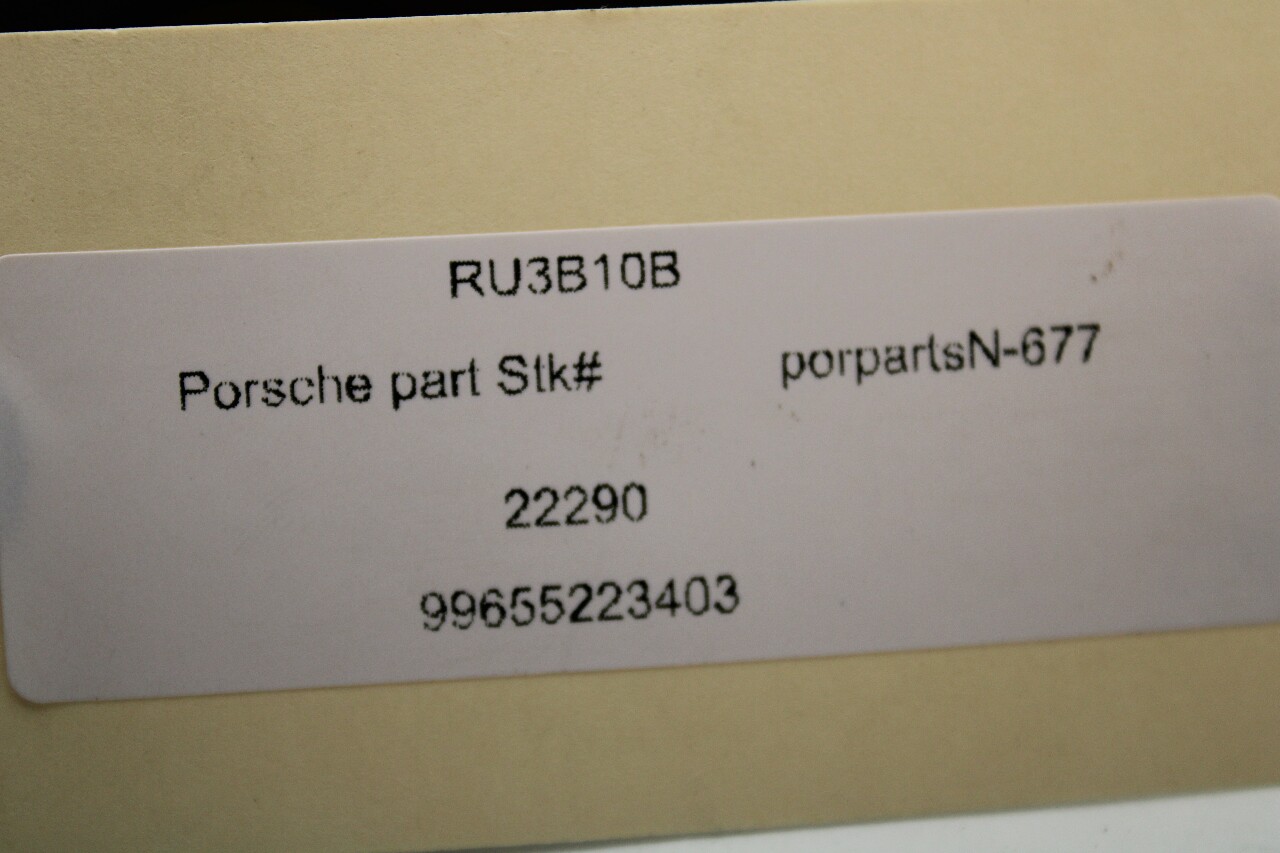 RU3B10B
Porsche part Stk# porpartsN-677
22290
99655223403